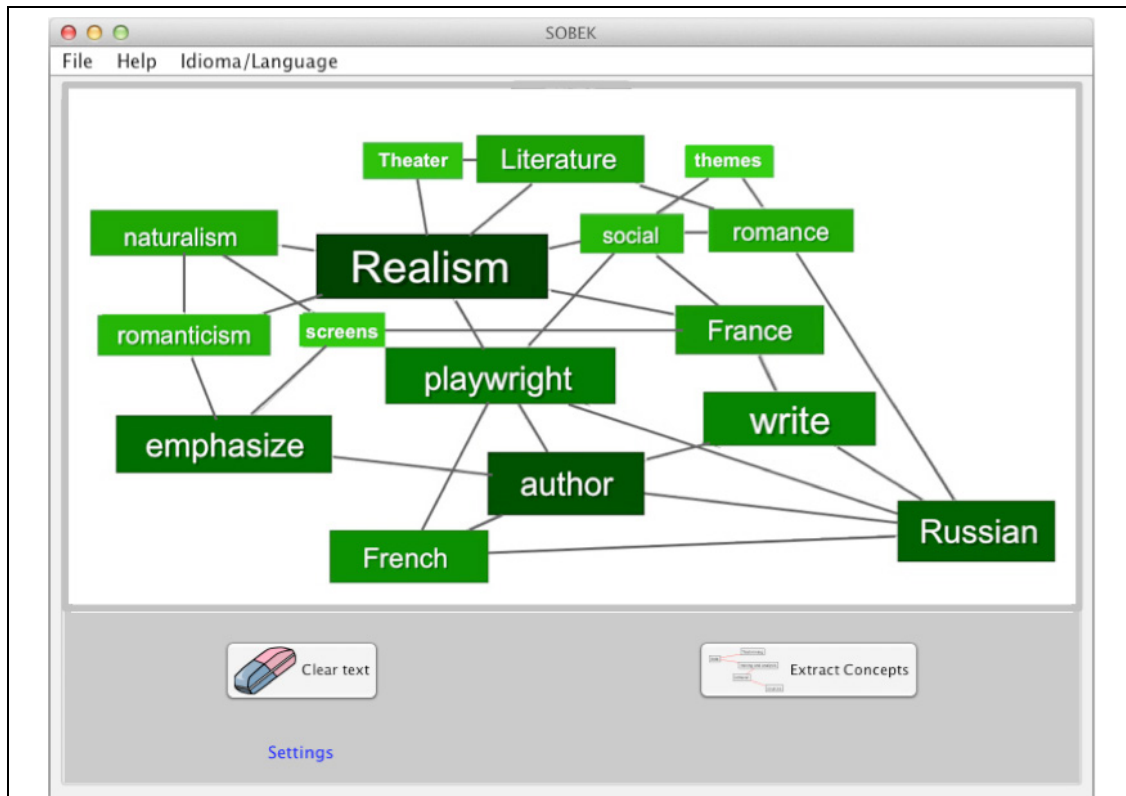 SOBEK
File Help Idioma/Language
Theater
Literature
themes
naturalism
social
romance
Realism
romanticism
screens
France
playwright
write
emphasize
author
Russian
French
Clear text
Extract Concepts
Settings